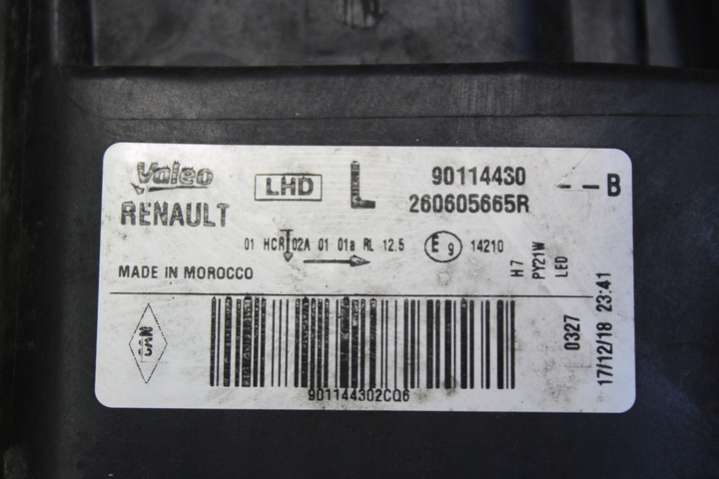 Valeo LHD L 90114430 --B
RENAULT 260605665R
01 HCR 02A 01 01a RL 12.5 E 9 14210
MADE IN MOROCCO
H7
PY21W
LED
0327
17/12/18 23:41
901144302CQ6